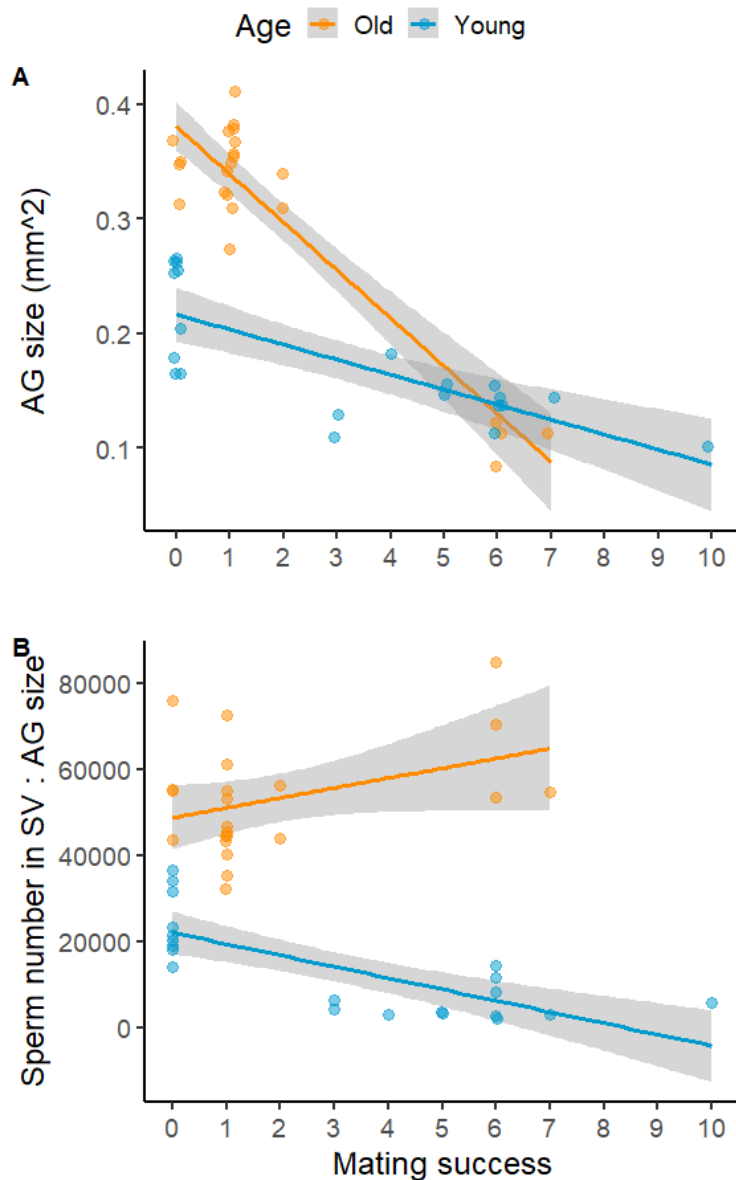 Age Old Young
A
AG size (mm^2)
0.4
0.3
0.2
0.1
0 1 2 3 4 5 6 7 8 9 10
B
Sperm number in SV : AG size
80000
60000
40000
20000
0
0 1 2 3 4 5 6 7 8 9 10
Mating success